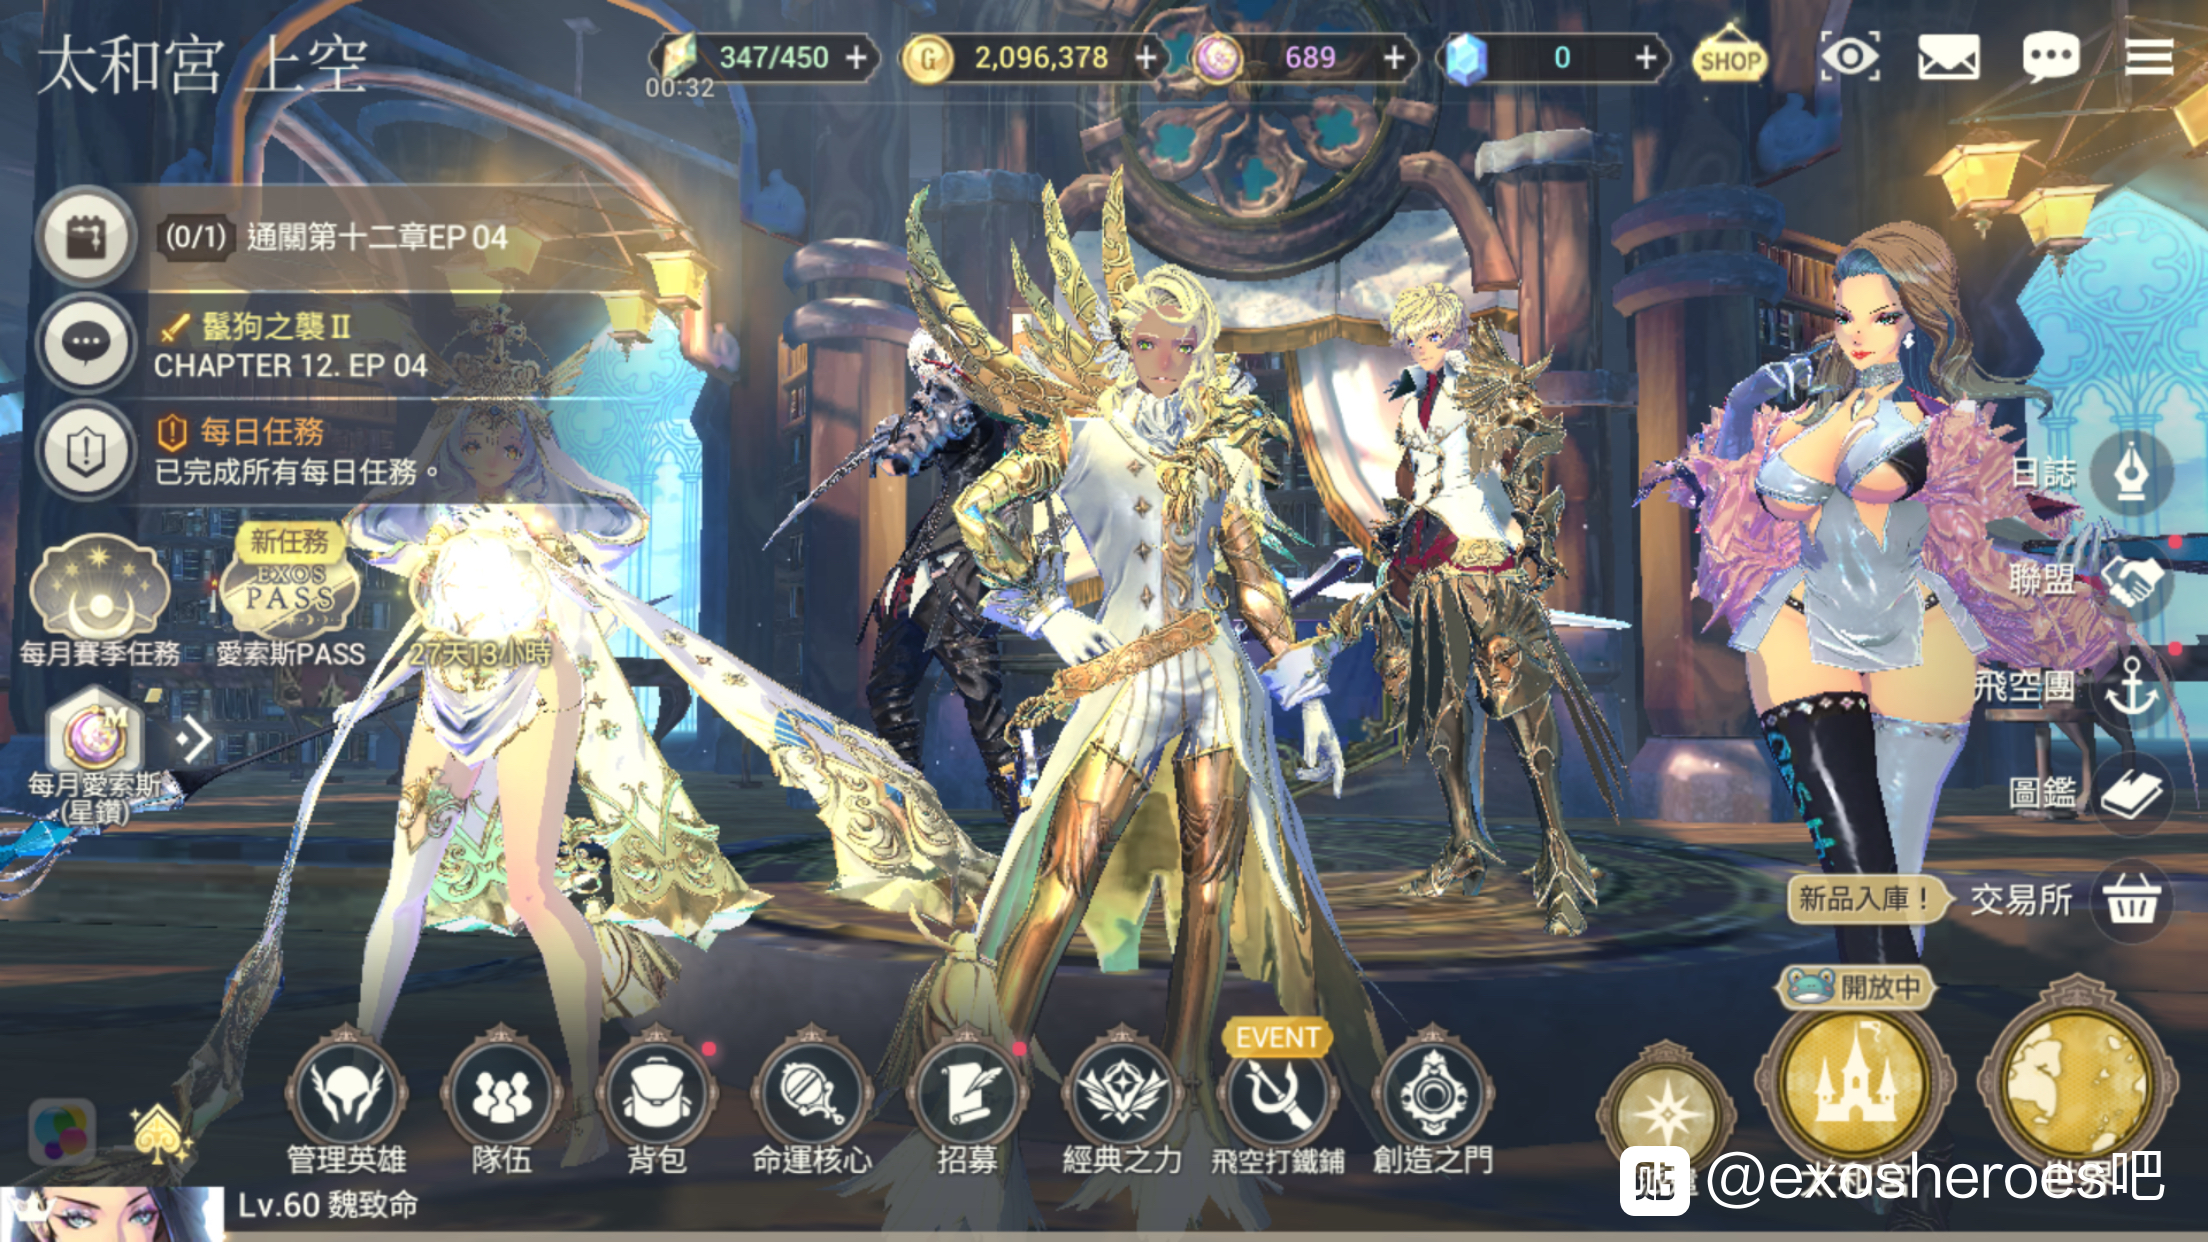 太和宮 上空
347/450
00:32
2,096,378
689
0
SHOP
(0/1) 通關第十二章EP 04
鬣狗之襲 II
CHAPTER 12. EP 04
每日任務
已完成所有每日任務。
新任務
EXOS
PASS
每月賽季任務
愛索斯PASS
27天13小時
M
每月愛索斯
(星鑽)
日誌
聯盟
飛空團
圖鑑
新品入庫！
交易所
開放中
EVENT
管理英雄
隊伍
背包
命運核心
招募
經典之力
飛空打鐵鋪
創造之門
太和宮
世界
Lv.60 魏致命
贴 @exosheroes吧